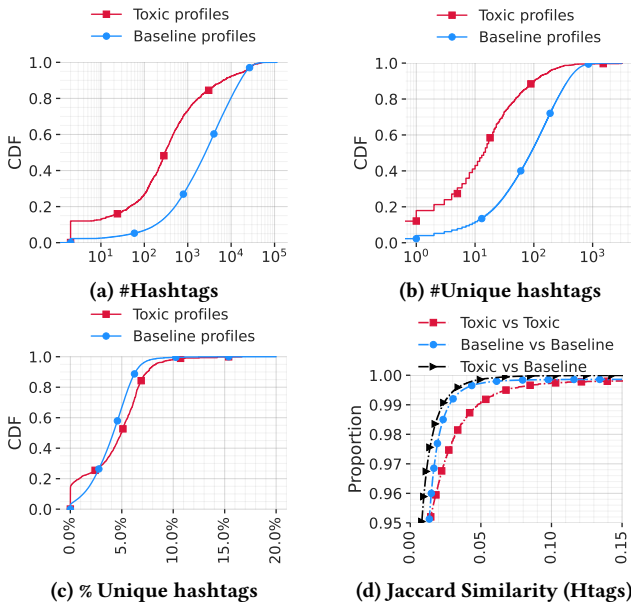 Toxic profiles
Baseline profiles
CDF
1.0
0.8
0.6
0.4
0.2
0.0
10¹ 10² 10³ 10⁴ 10⁵
(a) #Hashtags
Toxic profiles
Baseline profiles
CDF
1.0
0.8
0.6
0.4
0.2
0.0
10⁰ 10¹ 10² 10³
(b) #Unique hashtags
Toxic profiles
Baseline profiles
CDF
1.0
0.8
0.6
0.4
0.2
0.0
0.0% 5.0% 10.0% 15.0% 20.0%
(c) % Unique hashtags
Toxic vs Toxic
Baseline vs Baseline
Toxic vs Baseline
Proportion
1.00
0.99
0.98
0.97
0.96
0.95
0.00 0.05 0.10 0.15
(d) Jaccard Similarity (Htags)